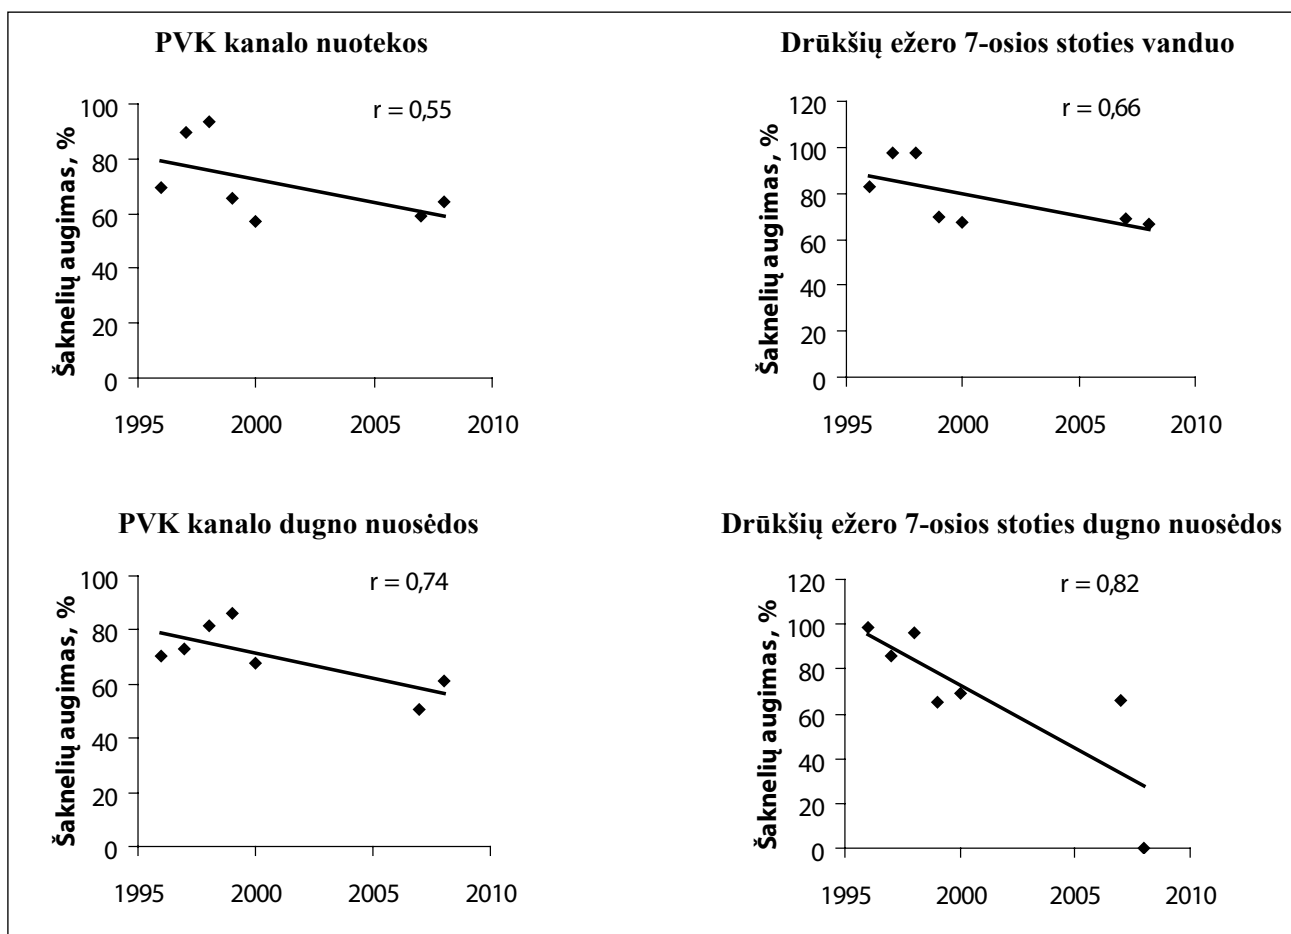 PVK kanalo nuotekos
r = 0,55
Šaknelių augimas, %
100
80
60
40
20
0
1995 2000 2005 2010
Drūkšių ežero 7-osios stoties vanduo
r = 0,66
Šaknelių augimas, %
120
100
80
60
40
20
0
1995 2000 2005 2010
PVK kanalo dugno nuosėdos
r = 0,74
Šaknelių augimas, %
100
80
60
40
20
0
1995 2000 2005 2010
Drūkšių ežero 7-osios stoties dugno nuosėdos
r = 0,82
Šaknelių augimas, %
120
100
80
60
40
20
0
1995 2000 2005 2010